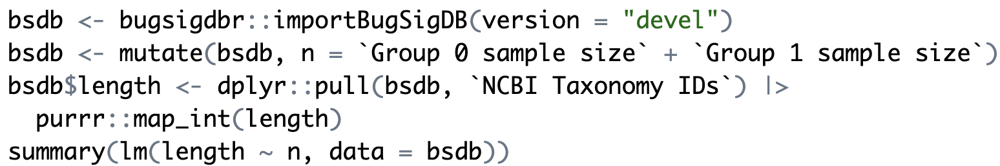 bsdb <- bugsigdbr::importBugSigDB(version = "devel")
bsdb <- mutate(bsdb, n = `Group 0 sample size` + `Group 1 sample size`)
bsdb$length <- dplyr::pull(bsdb, `NCBI Taxonomy IDs`) |>
  purrr::map_int(length)
summary(lm(length ~ n, data = bsdb))